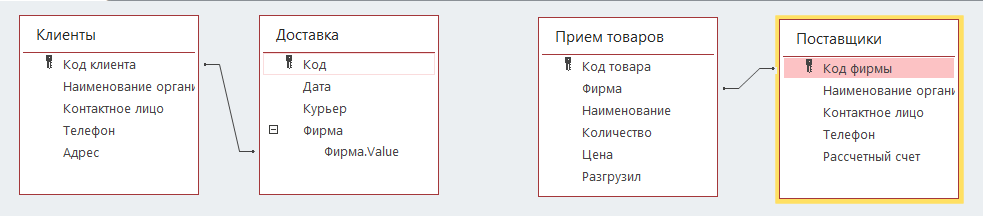 Клиенты
Код клиента
Наименование органи
Контактное лицо
Телефон
Адрес
Доставка
Код
Дата
Курьер
Фирма
Фирма.Value
Прием товаров
Код товара
Фирма
Наименование
Количество
Цена
Разгрузил
Поставщики
Код фирмы
Наименование органи
Контактное лицо
Телефон
Рассчетный счет